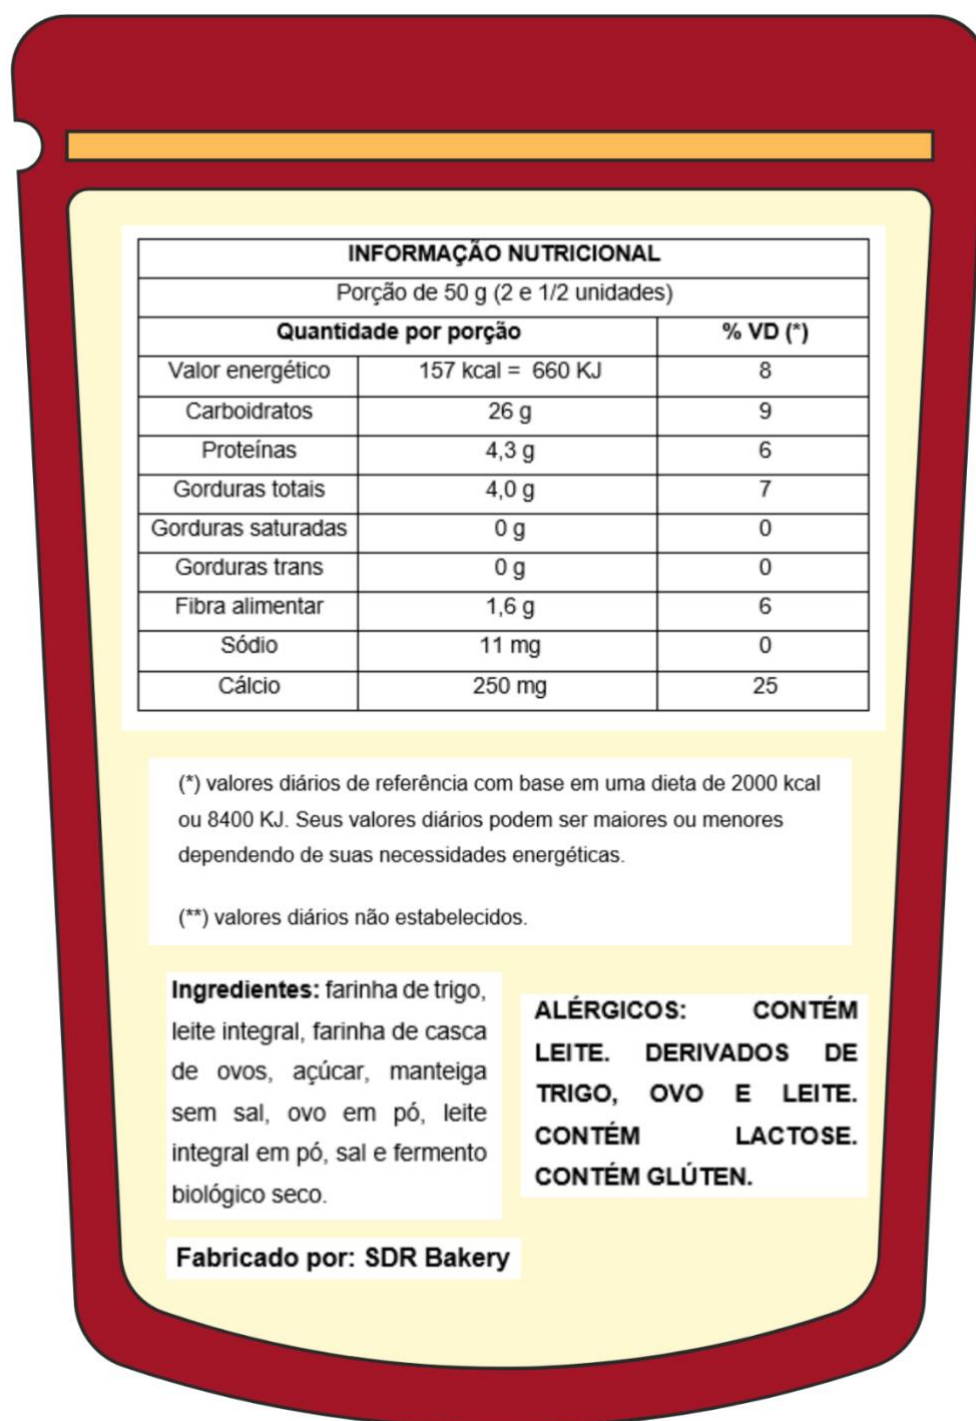 INFORMAÇÃO NUTRICIONAL
Porção de 50 g (2 e 1/2 unidades)
Quantidade por porção % VD (*)
Valor energético 157 kcal = 660 KJ 8
Carboidratos 26 g 9
Proteínas 4,3 g 6
Gorduras totais 4,0 g 7
Gorduras saturadas 0 g 0
Gorduras trans 0 g 0
Fibra alimentar 1,6 g 6
Sódio 11 mg 0
Cálcio 250 mg 25
(*) valores diários de referência com base em uma dieta de 2000 kcal
ou 8400 KJ. Seus valores diários podem ser maiores ou menores
dependendo de suas necessidades energéticas.
(**) valores diários não estabelecidos.
Ingredientes: farinha de trigo,
leite integral, farinha de casca
de ovos, açúcar, manteiga
sem sal, ovo em pó, leite
integral em pó, sal e fermento
biológico seco.
ALÉRGICOS: CONTÉM
LEITE. DERIVADOS DE
TRIGO, OVO E LEITE.
CONTÉM LACTOSE.
CONTÉM GLÚTEN.
Fabricado por: SDR Bakery